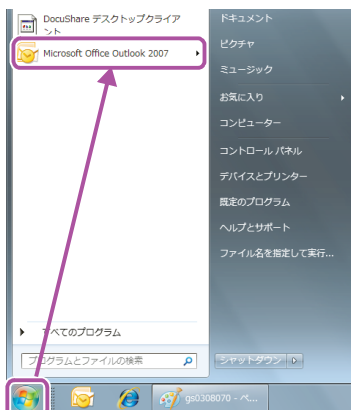 DocuShare デスクトップクライア
ント
Microsoft Office Outlook 2007
すべてのプログラム
プログラムとファイルの検索
ドキュメント
ピクチャ
ミュージック
お気に入り
コンピューター
コントロール パネル
デバイスとプリンター
既定のプログラム
ヘルプとサポート
ファイル名を指定して実行...
シャットダウン
gs0308070 - ペ...